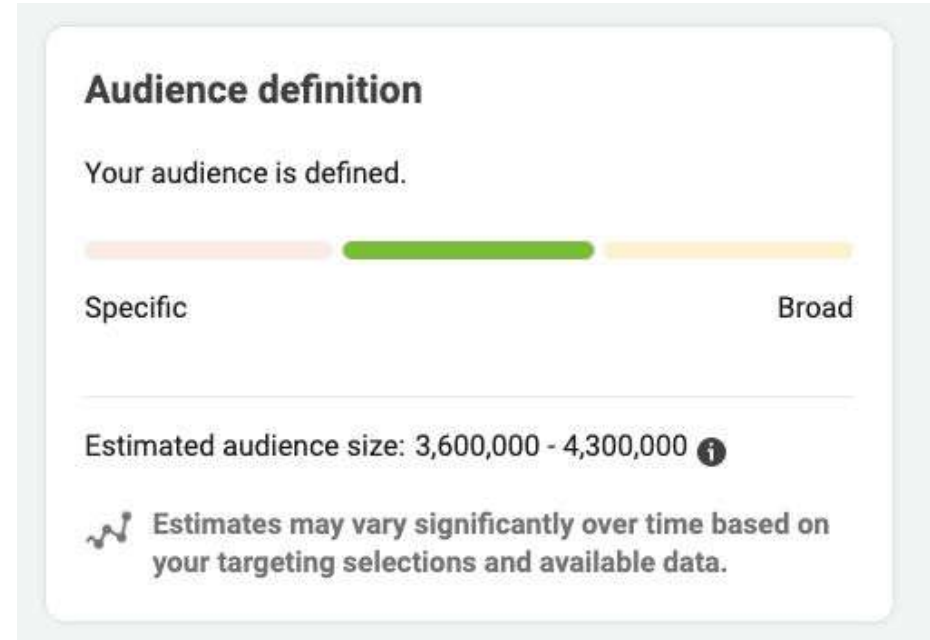 Audience definition
Your audience is defined.
Specific
Broad
Estimated audience size: 3,600,000 - 4,300,000
Estimates may vary significantly over time based on
your targeting selections and available data.